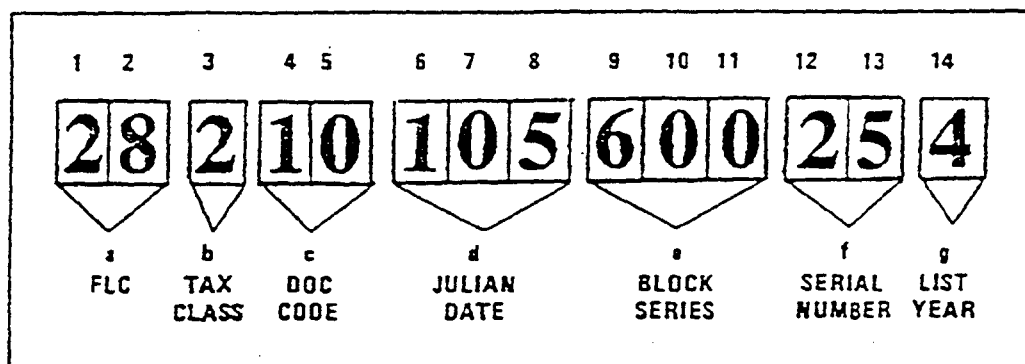 1 2 3 4 5 6 7 8 9 10 11 12 13 14
28 2 10 105 600 25 4
a b c d e f g
FLC TAX DOC JULIAN BLOCK SERIAL LIST
CLASS CODE DATE SERIES NUMBER YEAR